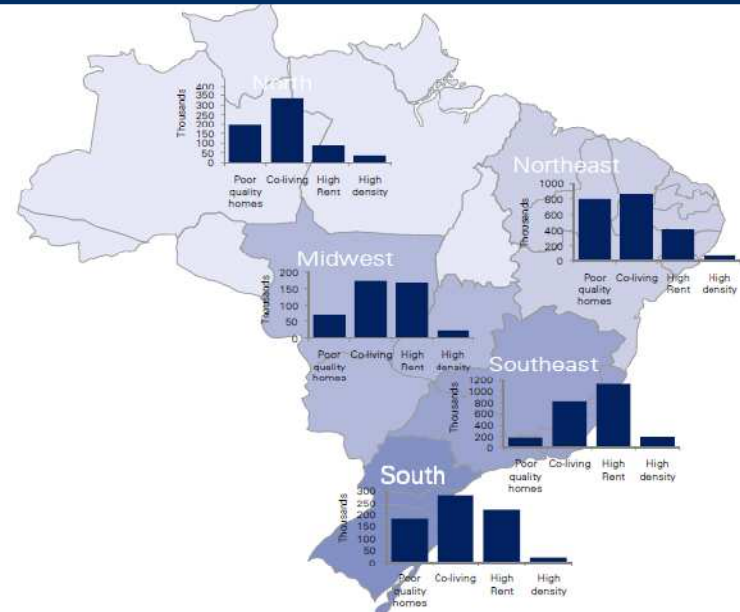 North
Thousands
400
350
300
250
200
150
100
50
0
Poor quality homes
Co-living
High Rent
High density
Northeast
Thousands
1000
800
600
400
200
0
Poor quality homes
Co-living
High Rent
High density
Midwest
Thousands
200
150
100
50
0
Poor quality homes
Co-living
High Rent
High density
Southeast
Thousands
1200
1000
800
600
400
200
0
Poor quality homes
Co-living
High Rent
High density
South
Thousands
300
250
200
150
100
50
0
Poor quality homes
Co-living
High Rent
High density